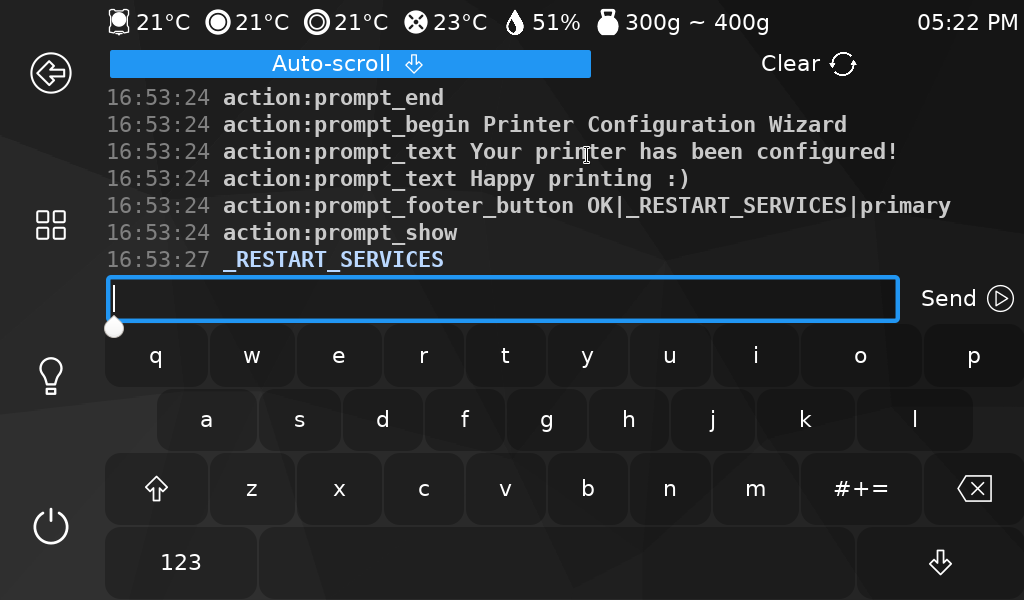 21°C 21°C 21°C 23°C 51% 300g ~ 400g 05:22 PM
Auto-scroll Clear
16:53:24 action:prompt_end
16:53:24 action:prompt_begin Printer Configuration Wizard
16:53:24 action:prompt_text Your printer has been configured!
16:53:24 action:prompt_text Happy printing :)
16:53:24 action:prompt_footer_button OK|_RESTART_SERVICES|primary
16:53:24 action:prompt_show
16:53:27 _RESTART_SERVICES
Send
q w e r t y u i o p
a s d f g h j k l
z x c v b n m #+=
123